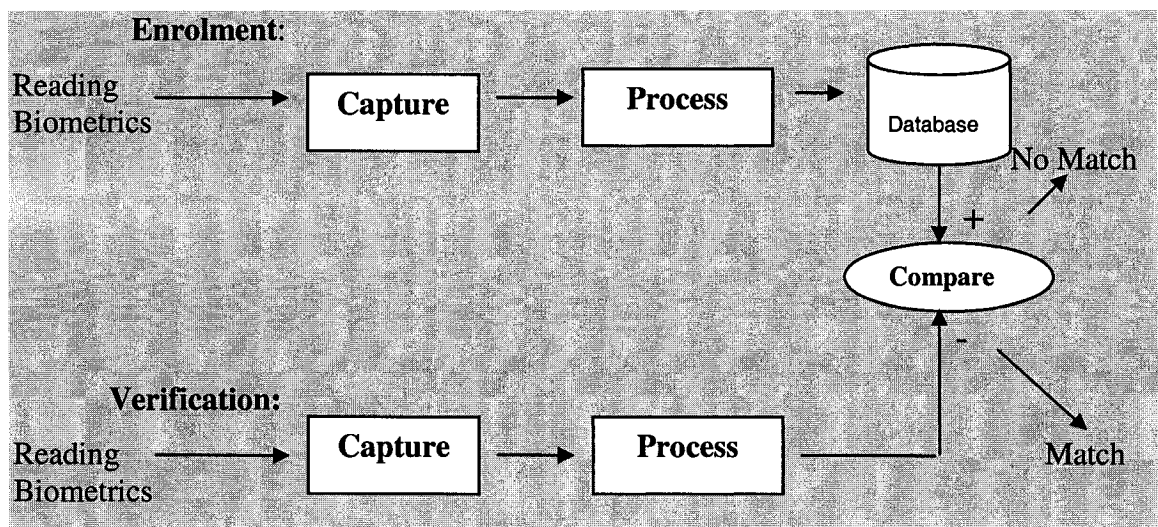 Enrolment:
Reading
Biometrics
Capture
Process
Database
No Match
+
Compare
-
Verification:
Reading
Biometrics
Capture
Process
Match